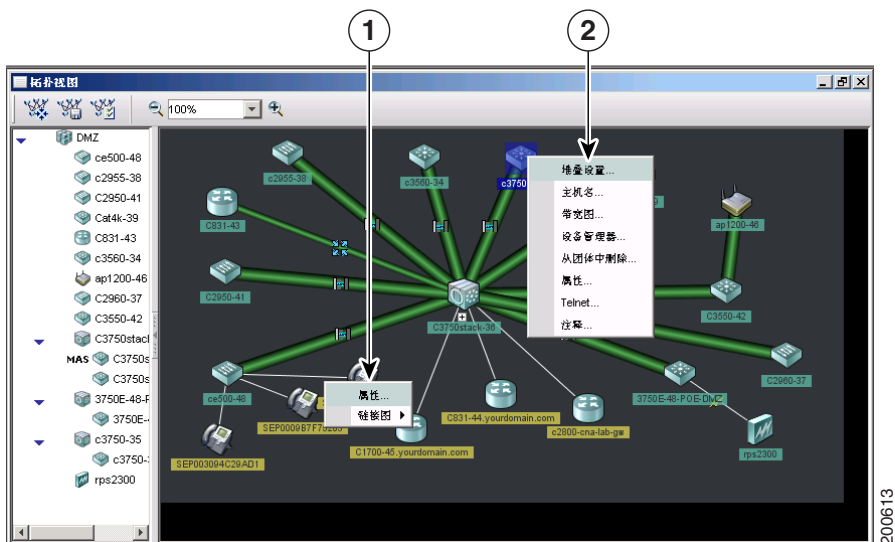 1
2
拓扑视图
100%
DMZ
ce500-48
c2955-38
C2950-41
Cat4k-39
C831-43
c3560-34
ap1200-46
C2960-37
C3550-42
C3750stack
MAS C3750s
C3750s
3750E-48-F
3750E-
c3750-35
c3750-
rps2300
c2955-38
c3560-34
c3750
C831-43
ap1200-46
C2950-41
C3750stack-36
C3550-42
ce500-48
C2960-37
3750E-48-POE-DMZ
SEP0009B7F75265
C831-44.yourdomain.com
c2800-cna-lab-gw
C1700-45.yourdomain.com
SEP003094C29AD1
rps2300
堆叠设置...
主机名...
带宽图...
设备管理器...
从团体中删除...
属性...
Telnet...
注释...
属性...
链接图
200613